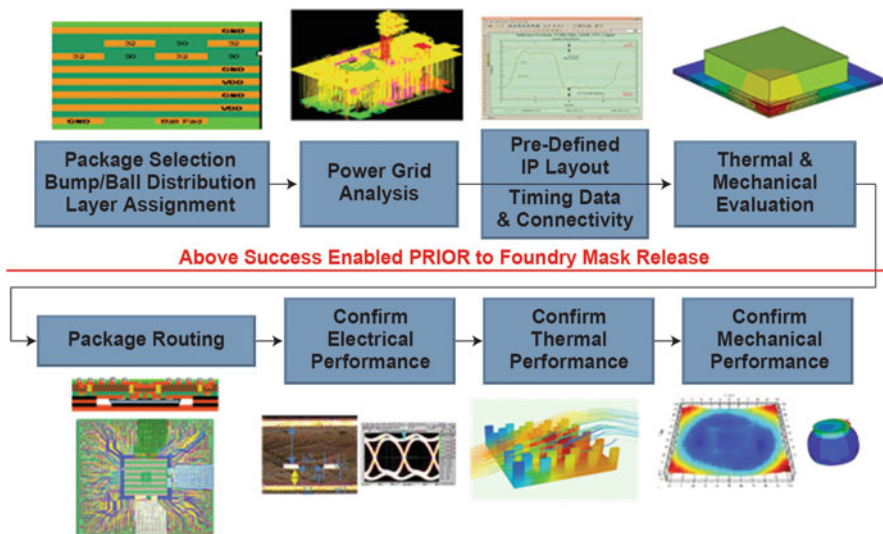 GND
32 30 32
32 30 32 30
GND
VDD
GND
VDD
GND Ball Pad
Package Selection
Bump/Ball Distribution
Layer Assignment
Power Grid
Analysis
Pre-Defined
IP Layout
Timing Data
& Connectivity
Thermal &
Mechanical
Evaluation
Above Success Enabled PRIOR to Foundry Mask Release
Package Routing
Confirm
Electrical
Performance
Confirm
Thermal
Performance
Confirm
Mechanical
Performance